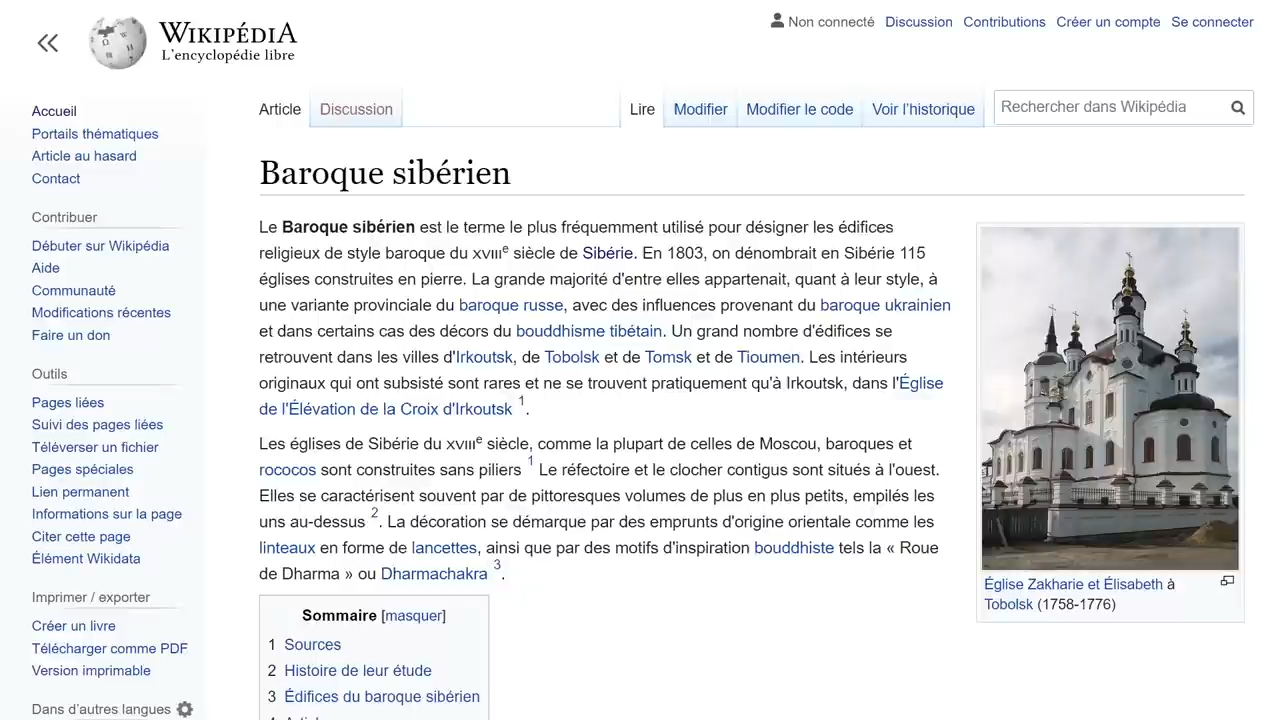 WIKIPÉDIA
L'encyclopédie libre
Non connecté Discussion Contributions Créer un compte Se connecter
Article Discussion Lire Modifier Modifier le code Voir l'historique Rechercher dans Wikipédia
Accueil
Portails thématiques
Article au hasard
Contact
Contribuer
Débuter sur Wikipédia
Aide
Communauté
Modifications récentes
Faire un don
Outils
Pages liées
Suivi des pages liées
Téléverser un fichier
Pages spéciales
Lien permanent
Informations sur la page
Citer cette page
Élément Wikidata
Imprimer / exporter
Créer un livre
Télécharger comme PDF
Version imprimable
Dans d'autres langues
Baroque sibérien
Le Baroque sibérien est le terme le plus fréquemment utilisé pour désigner les édifices
religieux de style baroque du XVIIIe siècle de Sibérie. En 1803, on dénombrait en Sibérie 115
églises construites en pierre. La grande majorité d'entre elles appartenait, quant à leur style, à
une variante provinciale du baroque russe, avec des influences provenant du baroque ukrainien
et dans certains cas des décors du bouddhisme tibétain. Un grand nombre d'édifices se
retrouvent dans les villes d'Irkoutsk, de Tobolsk et de Tomsk et de Tioumen. Les intérieurs
originaux qui ont subsisté sont rares et ne se trouvent pratiquement qu'à Irkoutsk, dans l'Église
de l'Élévation de la Croix d'Irkoutsk 1.
Les églises de Sibérie du XVIIIe siècle, comme la plupart de celles de Moscou, baroques et
rococos sont construites sans piliers 1 Le réfectoire et le clocher contigus sont situés à l'ouest.
Elles se caractérisent souvent par de pittoresques volumes de plus en plus petits, empilés les
uns au-dessus 2. La décoration se démarque par des emprunts d'origine orientale comme les
linteaux en forme de lancettes, ainsi que par des motifs d'inspiration bouddhiste tels la « Roue
de Dharma » ou Dharmachakra 3.
Église Zakharie et Élisabeth à
Tobolsk (1758-1776)
Sommaire [masquer]
1 Sources
2 Histoire de leur étude
3 Édifices du baroque sibérien